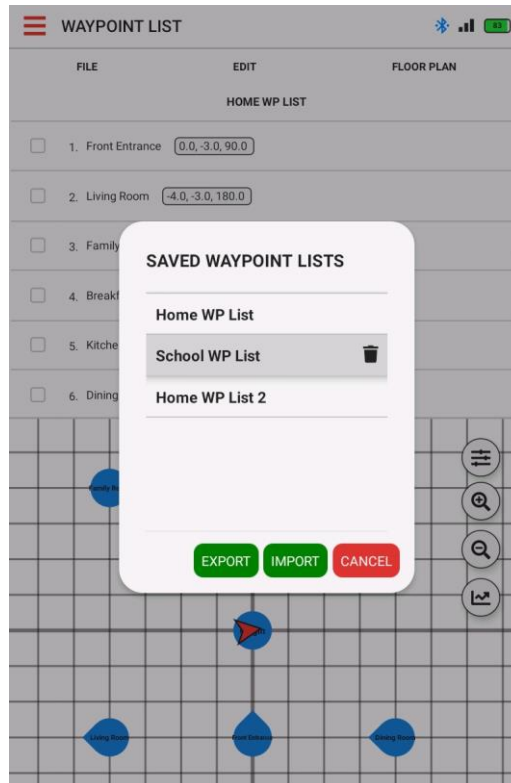 WAYPOINT LIST
83
FILE EDIT FLOOR PLAN
HOME WP LIST
1. Front Entrance (0.0, -3.0, 90.0)
2. Living Room (-4.0, -3.0, 180.0)
3. Family
4. Breakf
5. Kitche
6. Dining
SAVED WAYPOINT LISTS
Home WP List
School WP List
Home WP List 2
EXPORT IMPORT CANCEL
Family R
Living Room
Front Entrance
Dining Room